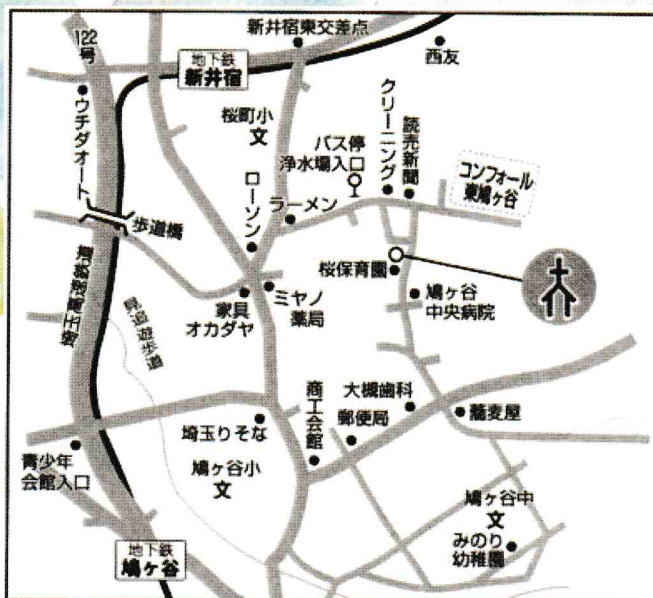 新井宿東交差点
122号
地下鉄
新井宿
西友
ウチダオート
桜町小
文
クリーニング
読売新聞
バス停
浄水場入口
コンフォール
東鳩ヶ谷
ローソン
ラーメン
歩道橋
桜保育園
鳩ヶ谷
中央病院
家具
オカダヤ
ミヤノ
薬局
埼玉高速鉄道
見沼遊歩道
商工会館
大槻歯科
郵便局
蕎麦屋
埼玉りそな
青少年
会館入口
鳩ヶ谷小
文
鳩ヶ谷中
文
みのり
幼稚園
地下鉄
鳩ヶ谷